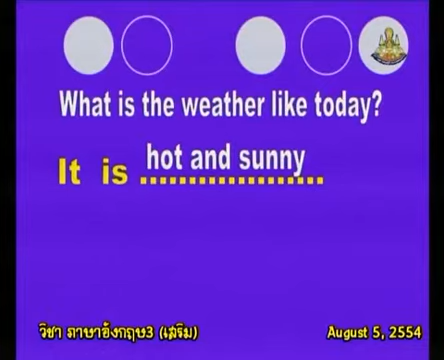 What is the weather like today?
It is hot and sunny
วิชา ภาษาอังกฤษ3 (เสริม)
August 5, 2554